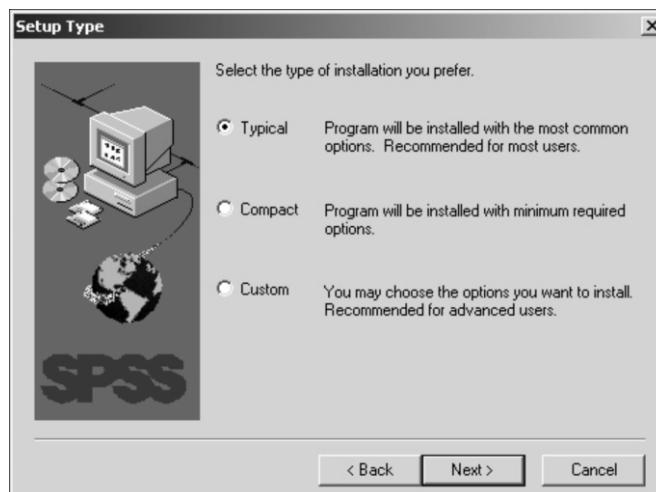 Setup Type
Select the type of installation you prefer.
Typical Program will be installed with the most common
options. Recommended for most users.
Compact Program will be installed with minimum required
options.
Custom You may choose the options you want to install.
Recommended for advanced users.
SPSS
< Back Next > Cancel